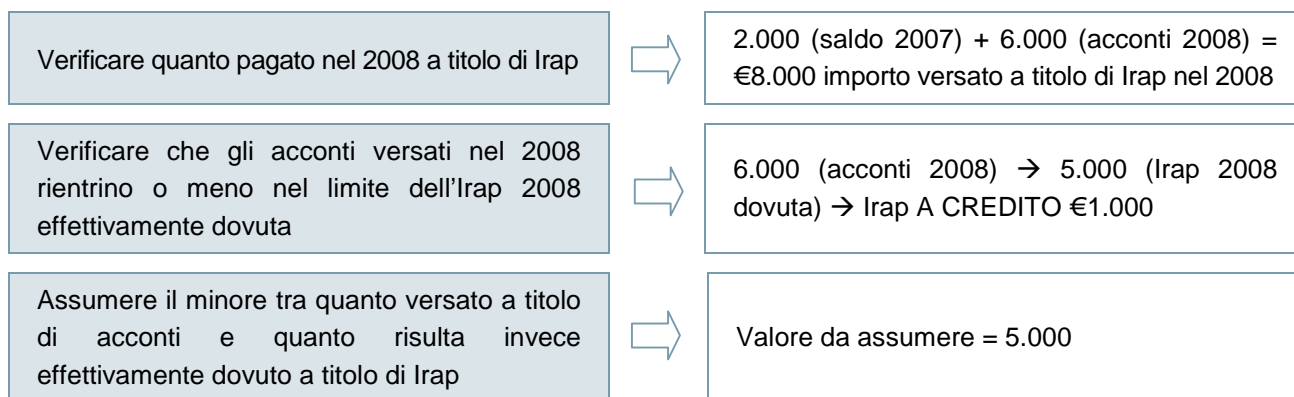 Verificare quanto pagato nel 2008 a titolo di Irap
2.000 (saldo 2007) + 6.000 (acconti 2008) =
€8.000 importo versato a titolo di Irap nel 2008
Verificare che gli acconti versati nel 2008
rientrino o meno nel limite dell’Irap 2008
effettivamente dovuta
6.000 (acconti 2008) → 5.000 (Irap 2008
dovuta) → Irap A CREDITO €1.000
Assumere il minore tra quanto versato a titolo
di acconti e quanto risulta invece
effettivamente dovuto a titolo di Irap
Valore da assumere = 5.000